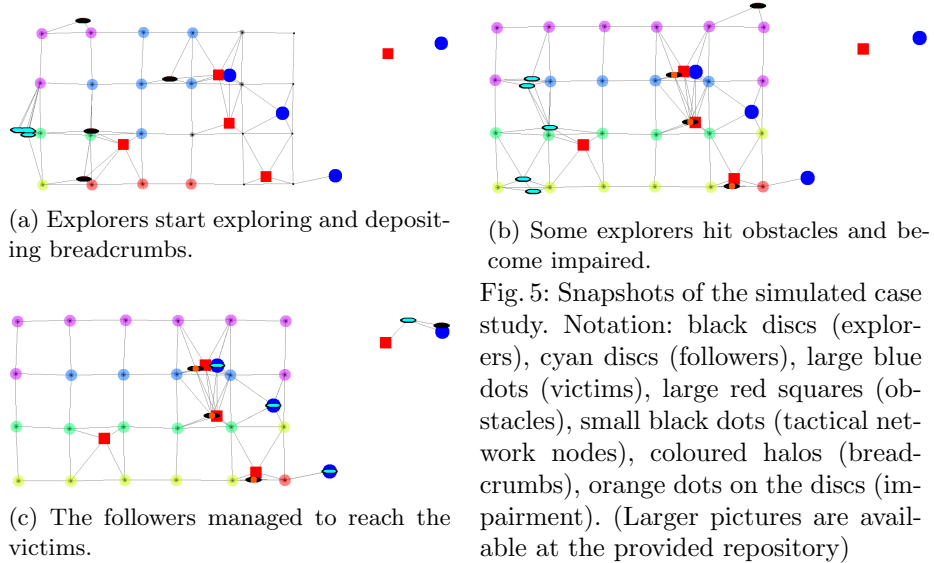 (a) Explorers start exploring and deposit-
ing breadcrumbs.
(b) Some explorers hit obstacles and be-
come impaired.
(c) The followers managed to reach the
victims.
Fig. 5: Snapshots of the simulated case
study. Notation: black discs (explor-
ers), cyan discs (followers), large blue
dots (victims), large red squares (ob-
stacles), small black dots (tactical net-
work nodes), coloured halos (bread-
crumbs), orange dots on the discs (im-
pairment). (Larger pictures are avail-
able at the provided repository)